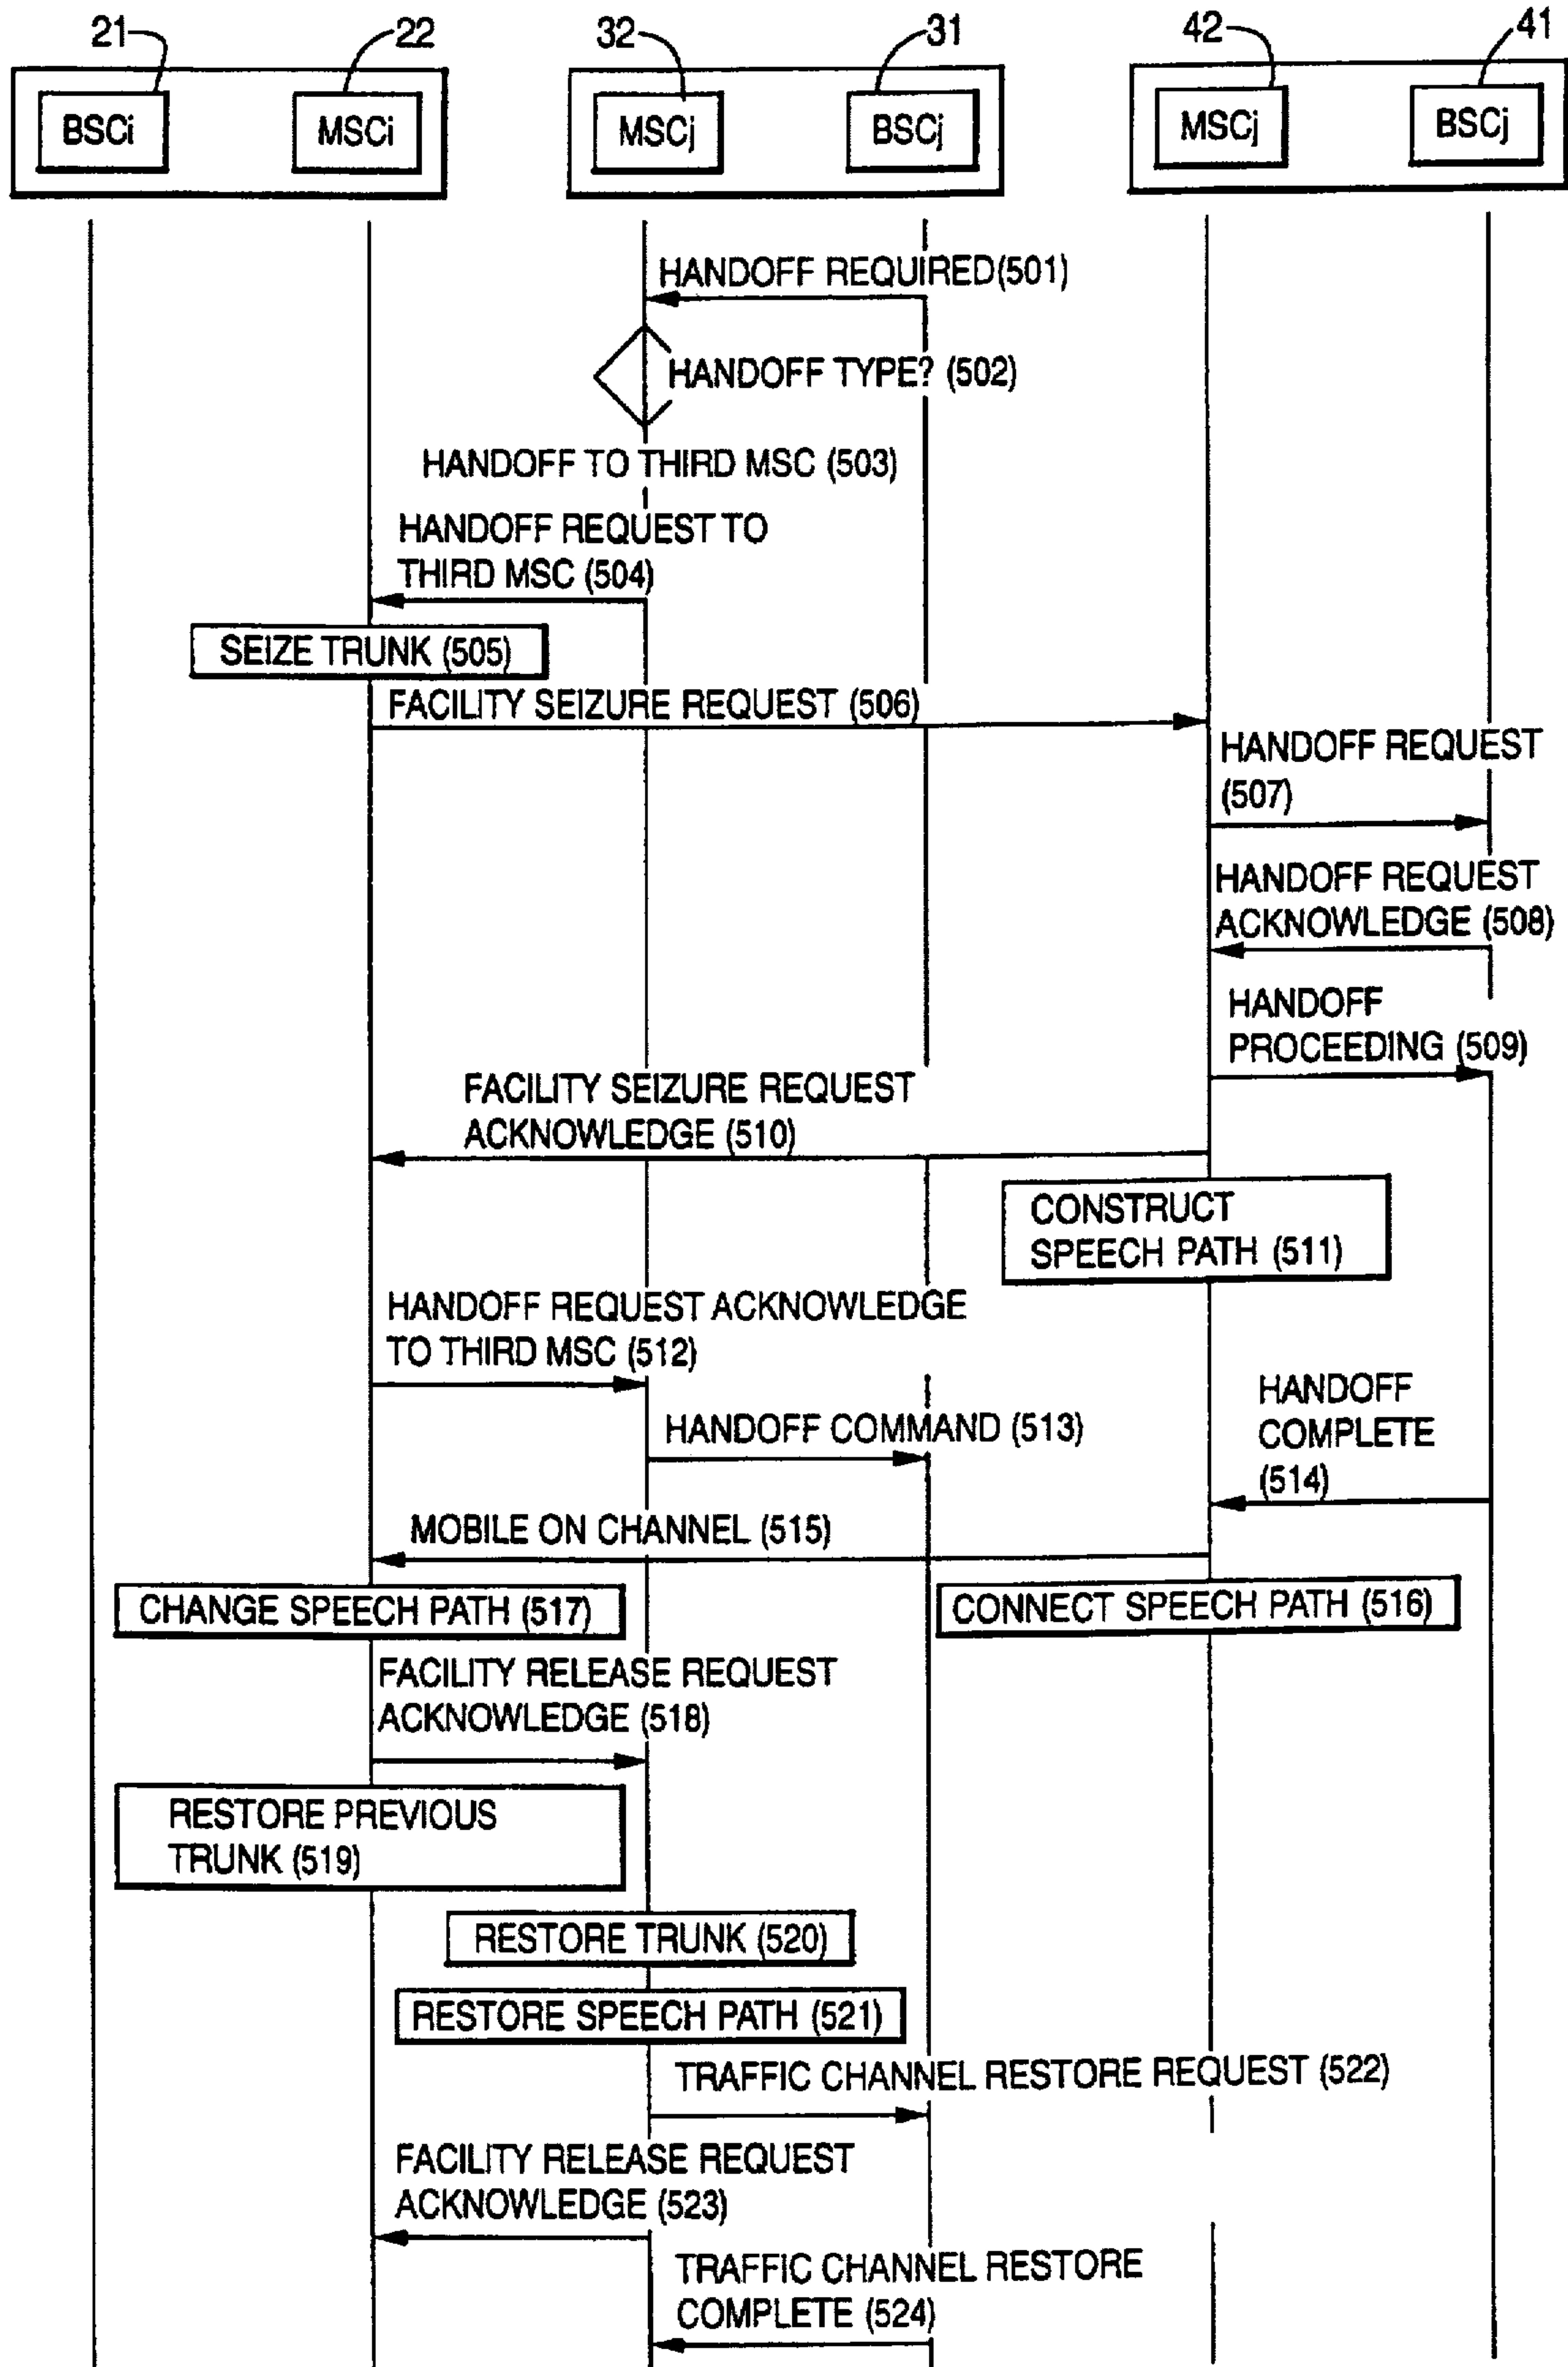 21
22
32
31
42
41
BSCi
MSCi
MSCj
BSCj
MSCj
BSCj
HANDOFF REQUIRED(501)
HANDOFF TYPE? (502)
HANDOFF TO THIRD MSC (503)
HANDOFF REQUEST TO
THIRD MSC (504)
SEIZE TRUNK (505)
FACILITY SEIZURE REQUEST (506)
HANDOFF REQUEST
(507)
HANDOFF REQUEST
ACKNOWLEDGE (508)
HANDOFF
PROCEEDING (509)
FACILITY SEIZURE REQUEST
ACKNOWLEDGE (510)
CONSTRUCT
SPEECH PATH (511)
HANDOFF REQUEST ACKNOWLEDGE
TO THIRD MSC (512)
HANDOFF COMMAND (513)
HANDOFF
COMPLETE
(514)
MOBILE ON CHANNEL (515)
CHANGE SPEECH PATH (517)
CONNECT SPEECH PATH (516)
FACILITY RELEASE REQUEST
ACKNOWLEDGE (518)
RESTORE PREVIOUS
TRUNK (519)
RESTORE TRUNK (520)
RESTORE SPEECH PATH (521)
TRAFFIC CHANNEL RESTORE REQUEST (522)
FACILITY RELEASE REQUEST
ACKNOWLEDGE (523)
TRAFFIC CHANNEL RESTORE
COMPLETE (524)